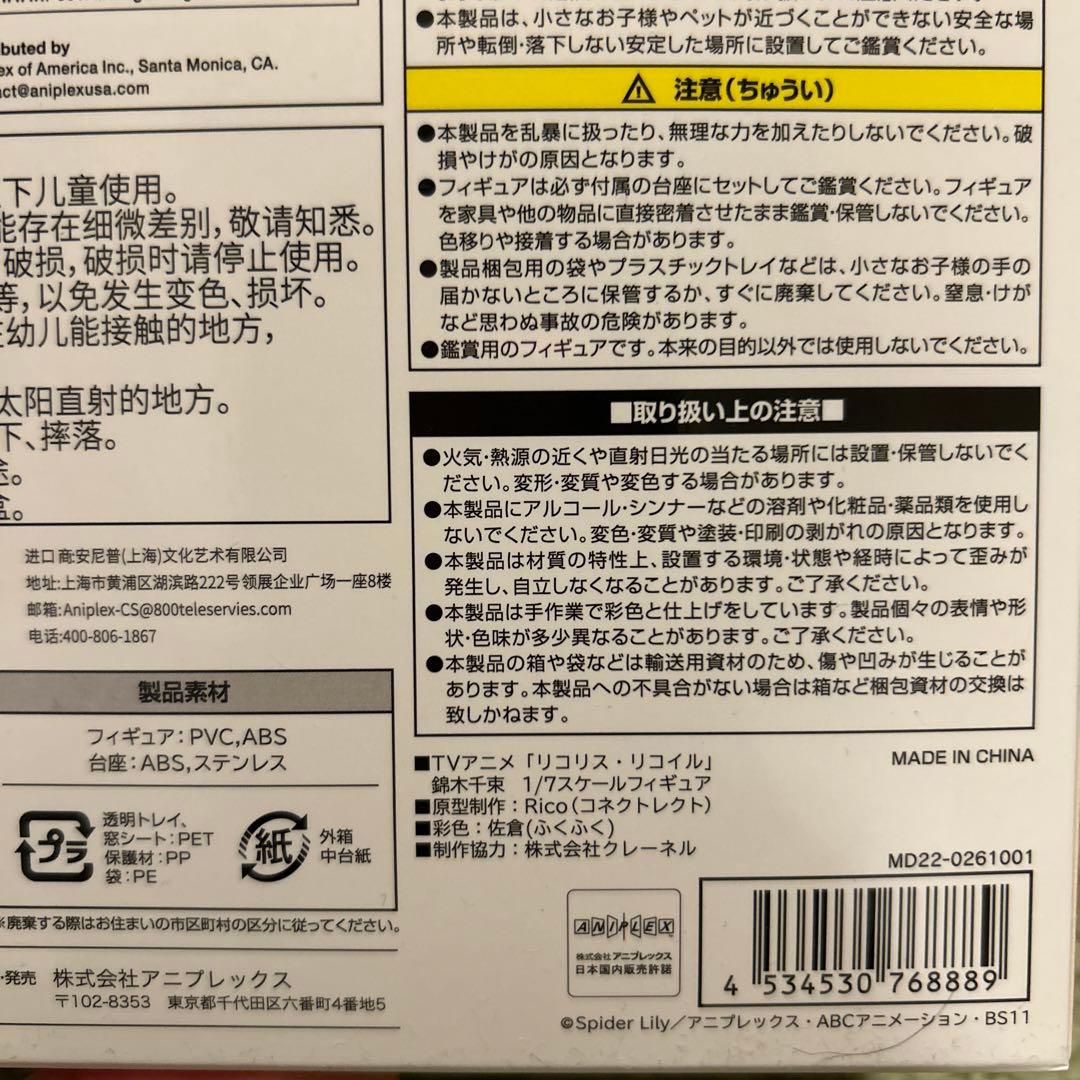 buted by
ex of America Inc., Santa Monica, CA.
act@aniplexusa.com
下儿童使用。
能存在细微差别,敬请知悉。
破损,破损时请停止使用。
等,以免发生变色、损坏。
幼儿能接触的地方,
太阳直射的地方。
下、摔落。
进口商:安尼普(上海)文化艺术有限公司
地址:上海市黄浦区湖滨路222号领展企业广场一座8楼
邮箱:Aniplex-CS@800teleservies.com
电话:400-806-1867
製品素材
フィギュア:PVC,ABS
台座:ABS,ステンレス
プラ
透明トレイ、
窓シート:PET
保護材:PP
袋:PE
紙
外箱
中台紙
7
※廃棄する際はお住まいの市区町村の区分に従ってください。
・発売 株式会社アニプレックス
〒102-8353 東京都千代田区六番町4番地5
●本製品は、小さなお子様やペットが近づくことができない安全な場
所や転倒・落下しない安定した場所に設置してご鑑賞ください。
⚠ 注意(ちゅうい)
●本製品を乱暴に扱ったり、無理な力を加えたりしないでください。破
損やけがの原因となります。
●フィギュアは必ず付属の台座にセットしてご鑑賞ください。フィギュア
を家具や他の物品に直接密着させたまま鑑賞・保管しないでください。
色移りや接着する場合があります。
●製品梱包用の袋やプラスチックトレイなどは、小さなお子様の手の
届かないところに保管するか、すぐに廃棄してください。窒息・けが
など思わぬ事故の危険があります。
●鑑賞用のフィギュアです。本来の目的以外では使用しないでください。
■取り扱い上の注意■
●火気・熱源の近くや直射日光の当たる場所には設置・保管しないでく
ださい。変形・変質や変色する場合があります。
●本製品にアルコール・シンナーなどの溶剤や化粧品・薬品類を使用し
ないでください。変色・変質や塗装・印刷の剥がれの原因となります。
●本製品は材質の特性上、設置する環境・状態や経時によって歪みが
発生し、自立しなくなることがあります。ご了承ください。
●本製品は手作業で彩色と仕上げをしています。製品個々の表情や形
状・色味が多少異なることがあります。ご了承ください。
●本製品の箱や袋などは輸送用資材のため、傷や凹みが生じることが
あります。本製品への不具合がない場合は箱など梱包資材の交換は
致しかねます。
■TVアニメ「リコリス・リコイル」
錦木千束 1/7スケールフィギュア
■原型制作:Rico(コネクトレクト)
■彩色:佐倉(ふくふく)
■制作協力:株式会社クレーネル
MADE IN CHINA
MD22-0261001
ANIPLEX
株式会社アニプレックス
日本国内販売許諾
4 534530 768889
©Spider Lily/アニプレックス・ABCアニメーション・BS11